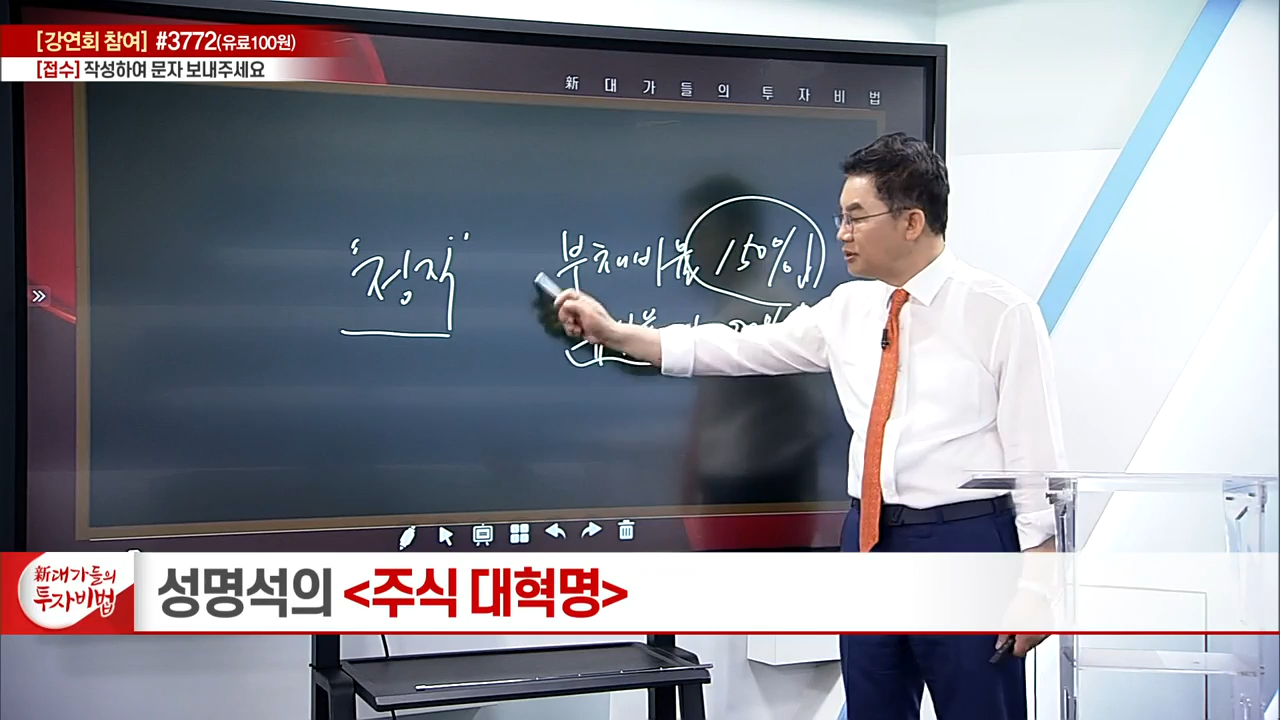 [강연회 참여] #3772(유료100원)
[접수] 작성하여 문자 보내주세요
新 대 가 들 의 투 자 비 법
"정직"
부채비율 150%
新대가들의
투자비법
성명석의 <주식 대혁명>